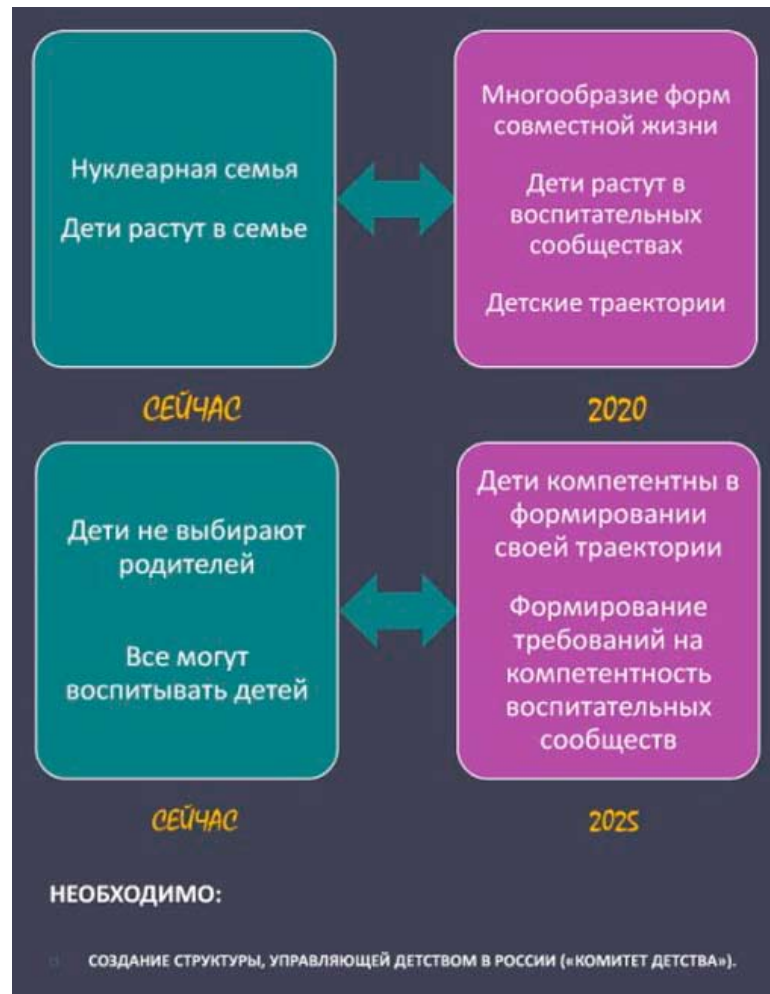 Нуклеарная семья
Дети растут в семье
СЕЙЧАС
Многообразие форм
совместной жизни
Дети растут в
воспитательных
сообществах
Детские траектории
2020
Дети не выбирают
родителей
Все могут
воспитывать детей
СЕЙЧАС
Дети компетентны в
формировании
своей траектории
Формирование
требований на
компетентность
воспитательных
сообществ
2025
НЕОБХОДИМО:
СОЗДАНИЕ СТРУКТУРЫ, УПРАВЛЯЮЩЕЙ ДЕТСТВОМ В РОССИИ («КОМИТЕТ ДЕТСТВА»).